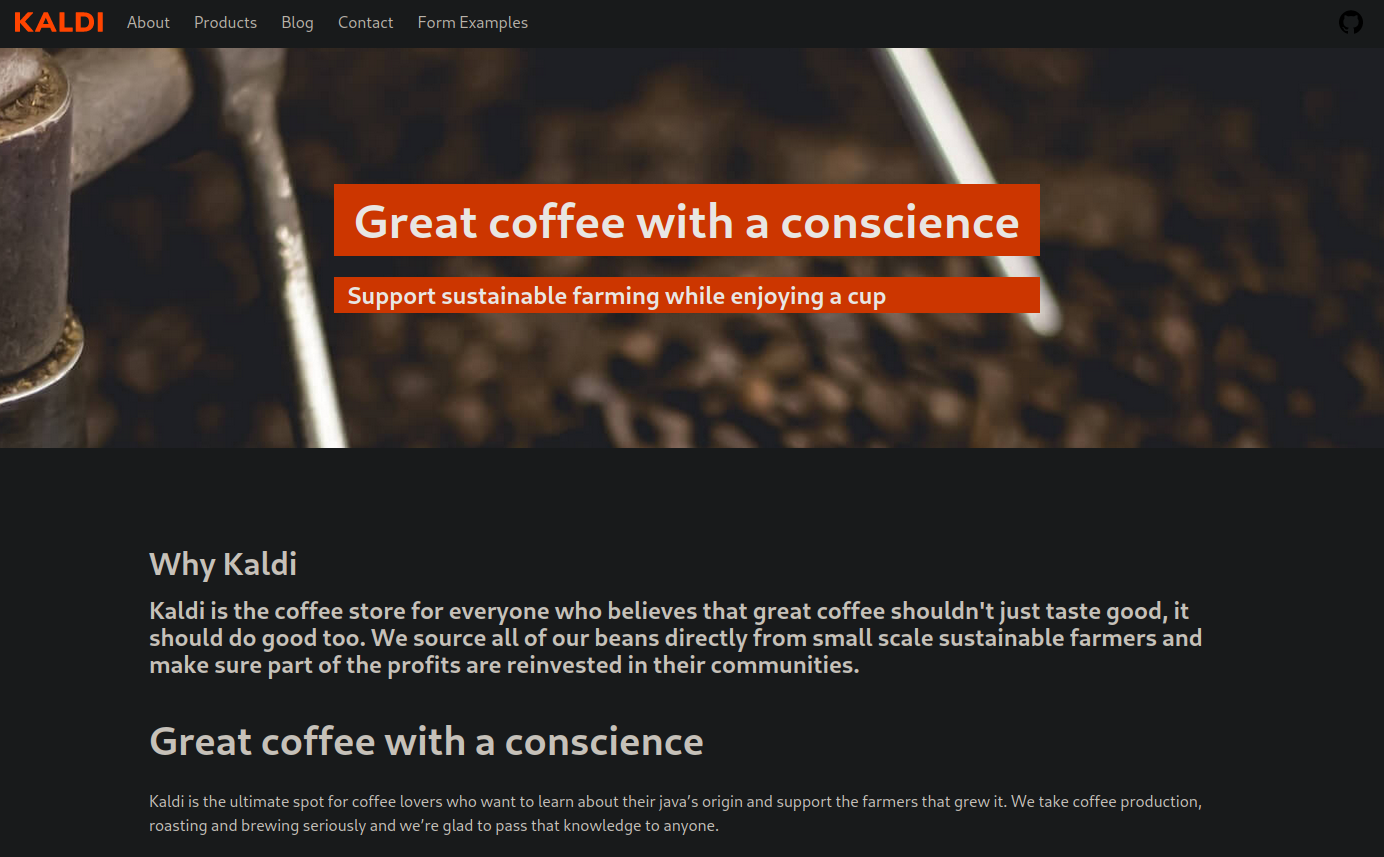 KALDI About Products Blog Contact Form Examples
Great coffee with a conscience
Support sustainable farming while enjoying a cup
Why Kaldi
Kaldi is the coffee store for everyone who believes that great coffee shouldn't just taste good, it
should do good too. We source all of our beans directly from small scale sustainable farmers and
make sure part of the profits are reinvested in their communities.
Great coffee with a conscience
Kaldi is the ultimate spot for coffee lovers who want to learn about their java’s origin and support the farmers that grew it. We take coffee production,
roasting and brewing seriously and we’re glad to pass that knowledge to anyone.